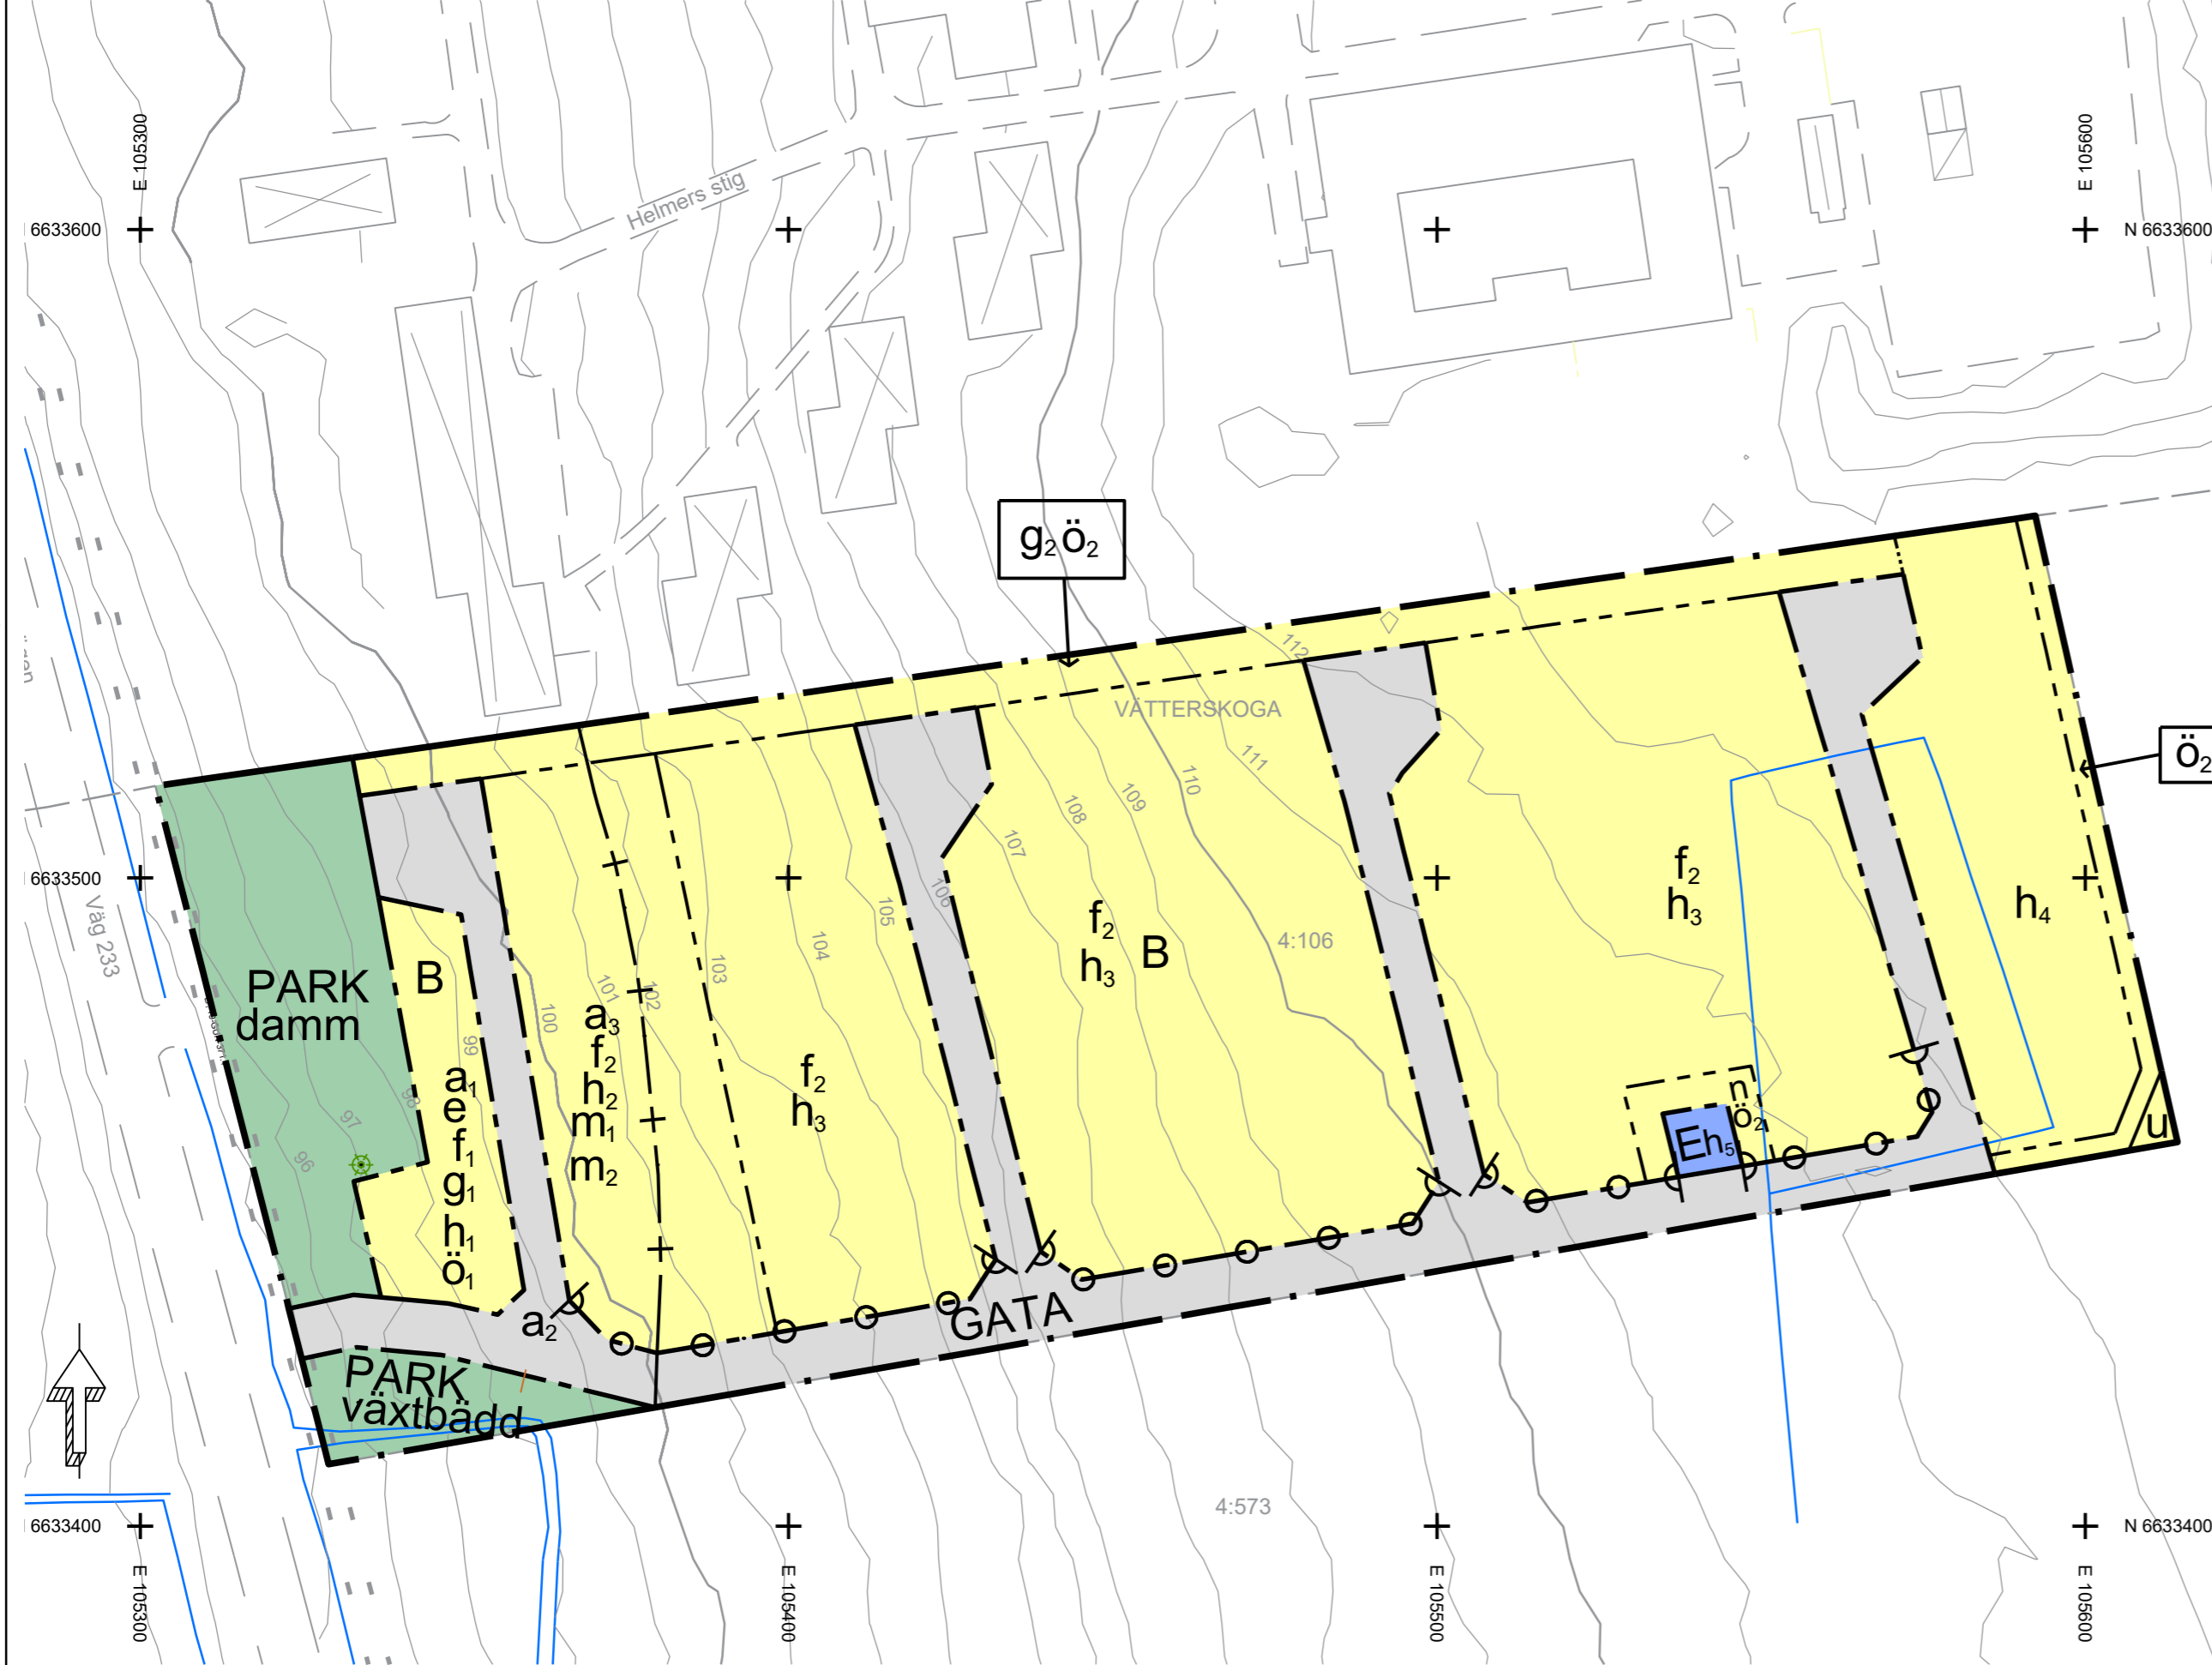 E 105300
E 105600
Helmers stig
6633600
N 6633600
g₂ ö₂
112
VÄTTERSKOGA
ö₂
111
110
109
108
107
106
105
104
103
102
101
100
99
98
97
96
6633500
Väg 233
f₂
h₃
h₄
f₂
h₃ B
4:106
PARK
damm
B
a₃
f₂
h₂
m₁
m₂
f₂
h₃
a₁
e
f₁
g₁
h₁
ö₁
n
ö₂
Eh₅
u
a₂
GATA
PARK
växtbädd
4:573
6633400
N 6633400
E 105300
E 105400
E 105500
E 105600